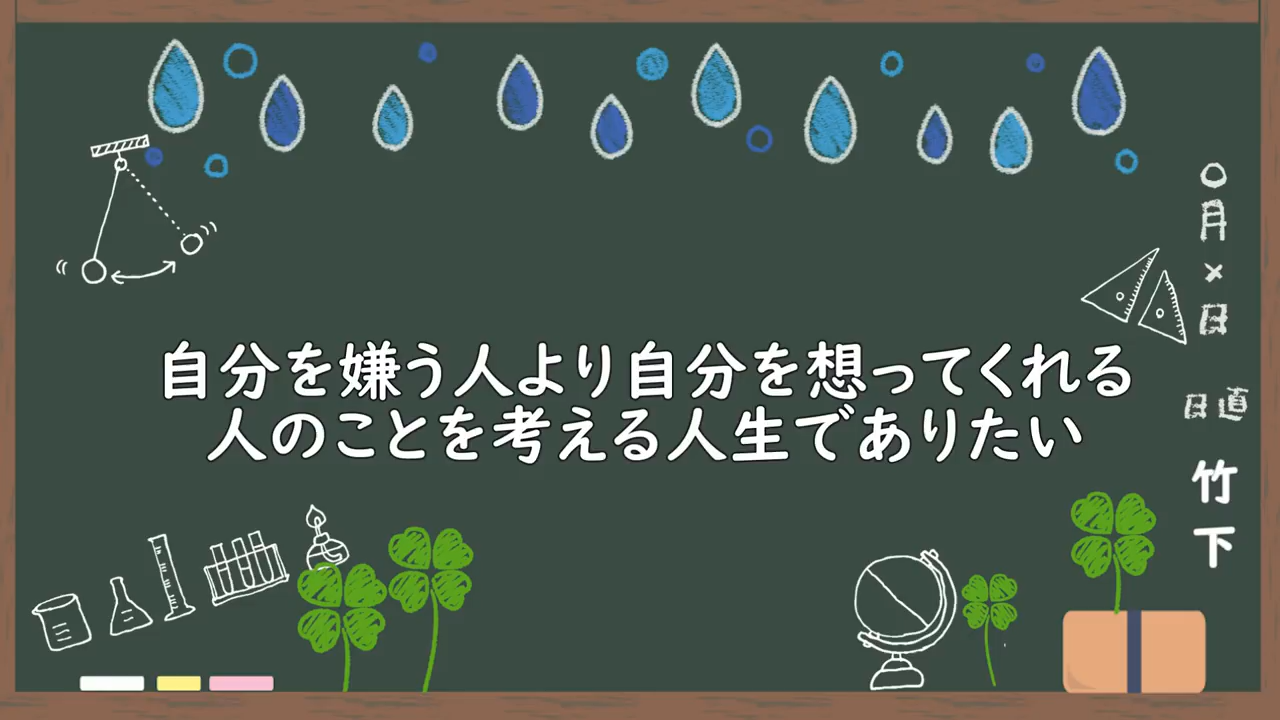 自分を嫌う人より自分を想ってくれる
人のことを考える人生でありたい
〇月×日
日直
竹下